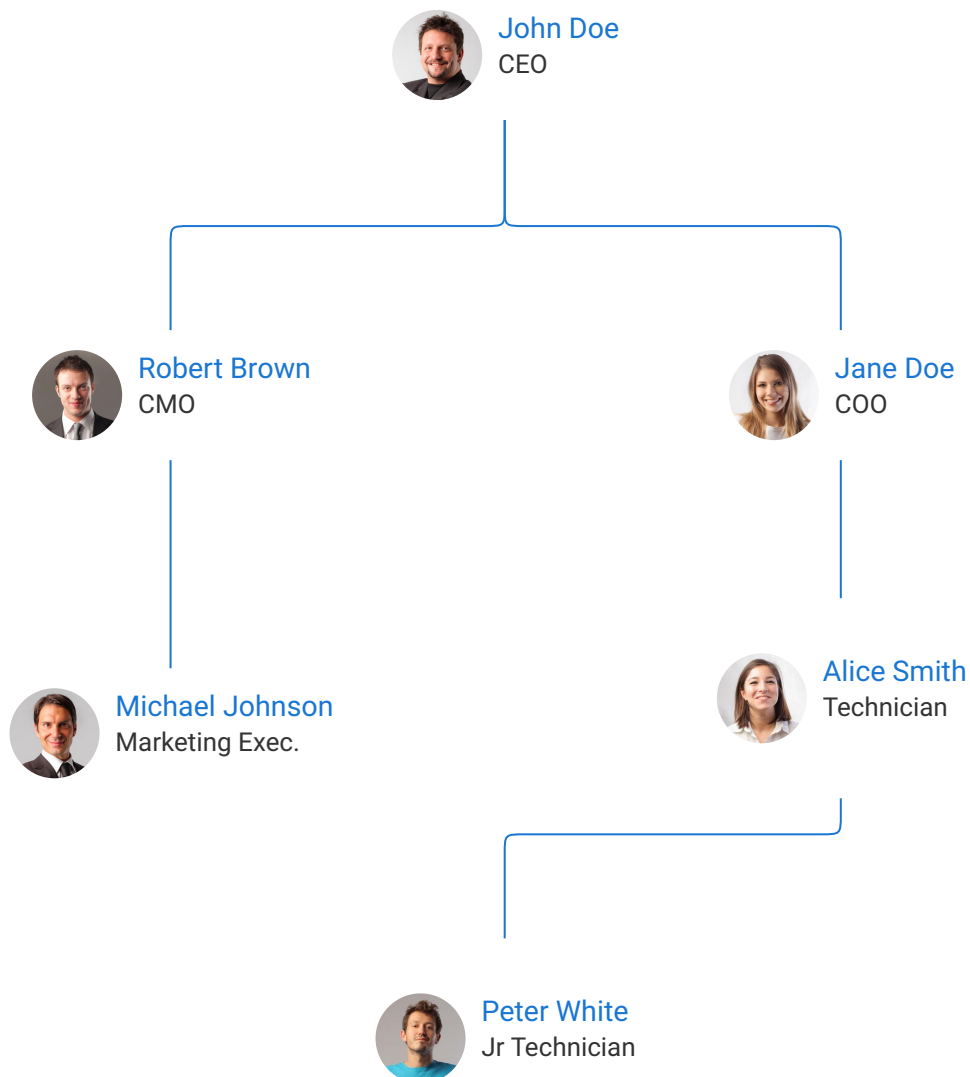 John Doe
CEO
Robert Brown
CMO
Jane Doe
COO
Michael Johnson
Marketing Exec.
Alice Smith
Technician
Peter White
Jr Technician